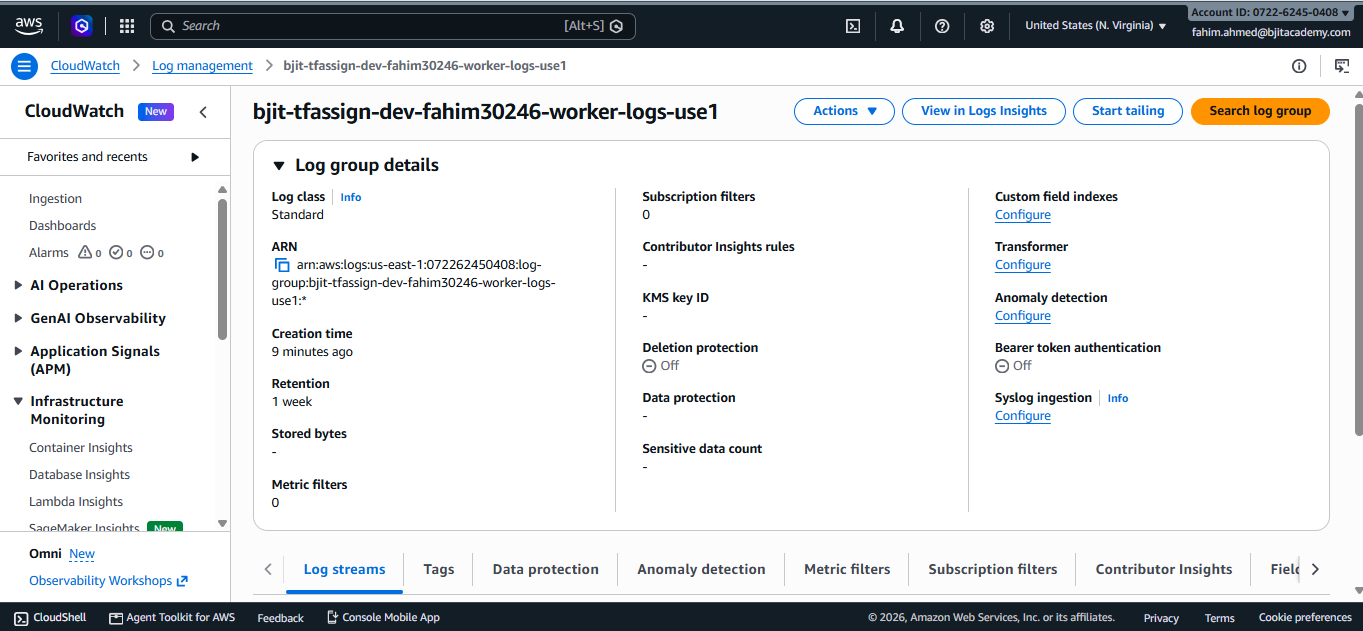 aws
Search
[Alt+S]
United States (N. Virginia)
Account ID: 0722-6245-0408
fahim.ahmed@bjitacademy.com
CloudWatch
Log management
bjit-tfassign-dev-fahim30246-worker-logs-use1
CloudWatch
New
Favorites and recents
Ingestion
Dashboards
Alarms 0 0 0
AI Operations
GenAI Observability
Application Signals
(APM)
Infrastructure
Monitoring
Container Insights
Database Insights
Lambda Insights
SageMaker Insights New
Omni New
Observability Workshops
bjit-tfassign-dev-fahim30246-worker-logs-use1
Actions
View in Logs Insights
Start tailing
Search log group
Log group details
Log class Info
Standard
ARN
arn:aws:logs:us-east-1:072262450408:log-
group:bjit-tfassign-dev-fahim30246-worker-logs-
use1:*
Creation time
9 minutes ago
Retention
1 week
Stored bytes
-
Metric filters
0
Subscription filters
0
Contributor Insights rules
-
KMS key ID
-
Deletion protection
Off
Data protection
-
Sensitive data count
-
Custom field indexes
Configure
Transformer
Configure
Anomaly detection
Configure
Bearer token authentication
Off
Syslog ingestion Info
Configure
Log streams
Tags
Data protection
Anomaly detection
Metric filters
Subscription filters
Contributor Insights
Field
CloudShell
Agent Toolkit for AWS
Feedback
Console Mobile App
© 2026, Amazon Web Services, Inc. or its affiliates.
Privacy
Terms
Cookie preferences